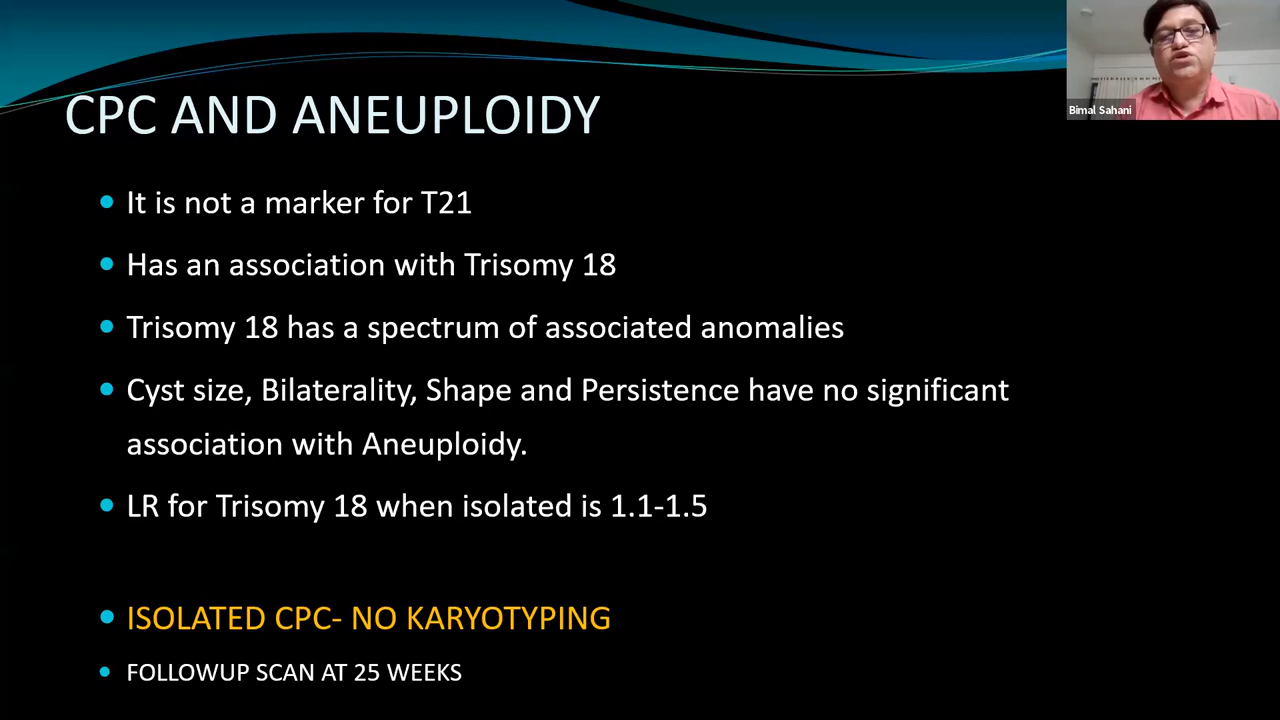 Bimal Sahani
CPC AND ANEUPLOIDY
It is not a marker for T21
Has an association with Trisomy 18
Trisomy 18 has a spectrum of associated anomalies
Cyst size, Bilaterality, Shape and Persistence have no significant
association with Aneuploidy.
LR for Trisomy 18 when isolated is 1.1-1.5
ISOLATED CPC- NO KARYOTYPING
FOLLOWUP SCAN AT 25 WEEKS